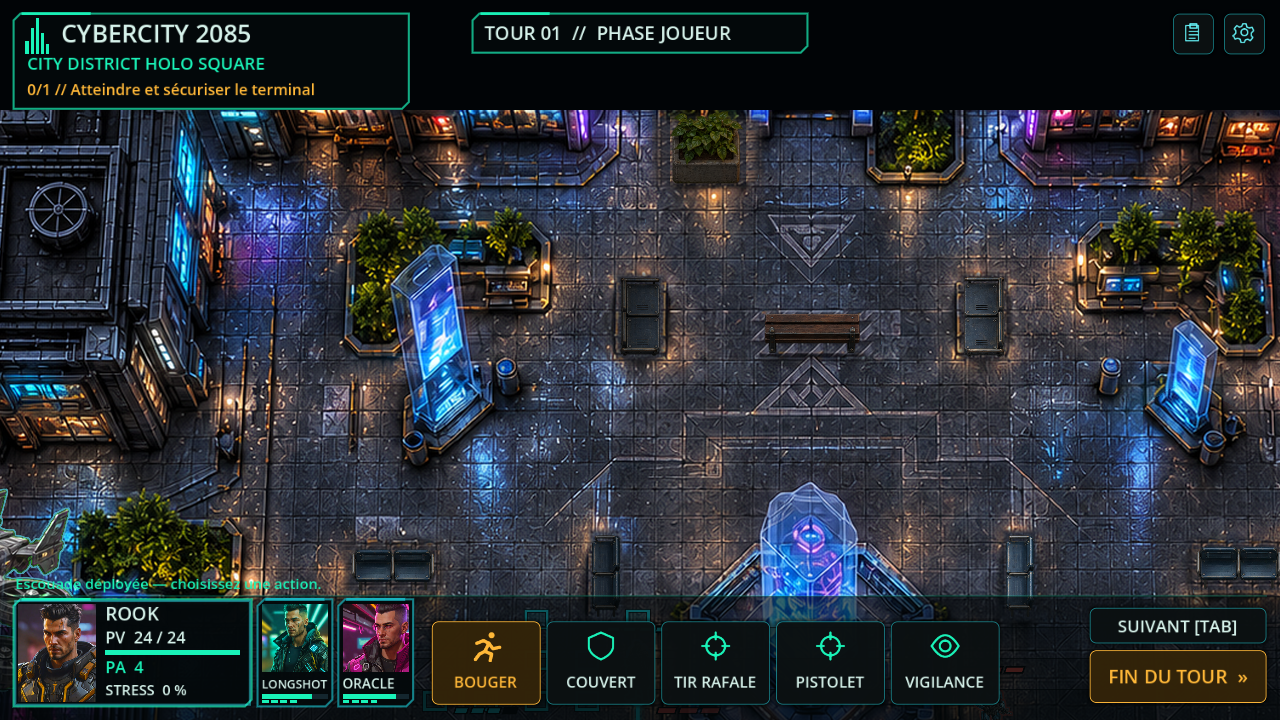 CYBERCITY 2085
CITY DISTRICT HOLO SQUARE
0/1 // Atteindre et sécuriser le terminal
TOUR 01 // PHASE JOUEUR
Escouade déployée — choisissez une action.
ROOK
PV 24 / 24
PA 4
STRESS 0 %
LONGSHOT
ORACLE
BOUGER
COUVERT
TIR RAFALE
PISTOLET
VIGILANCE
SUIVANT [TAB]
FIN DU TOUR »